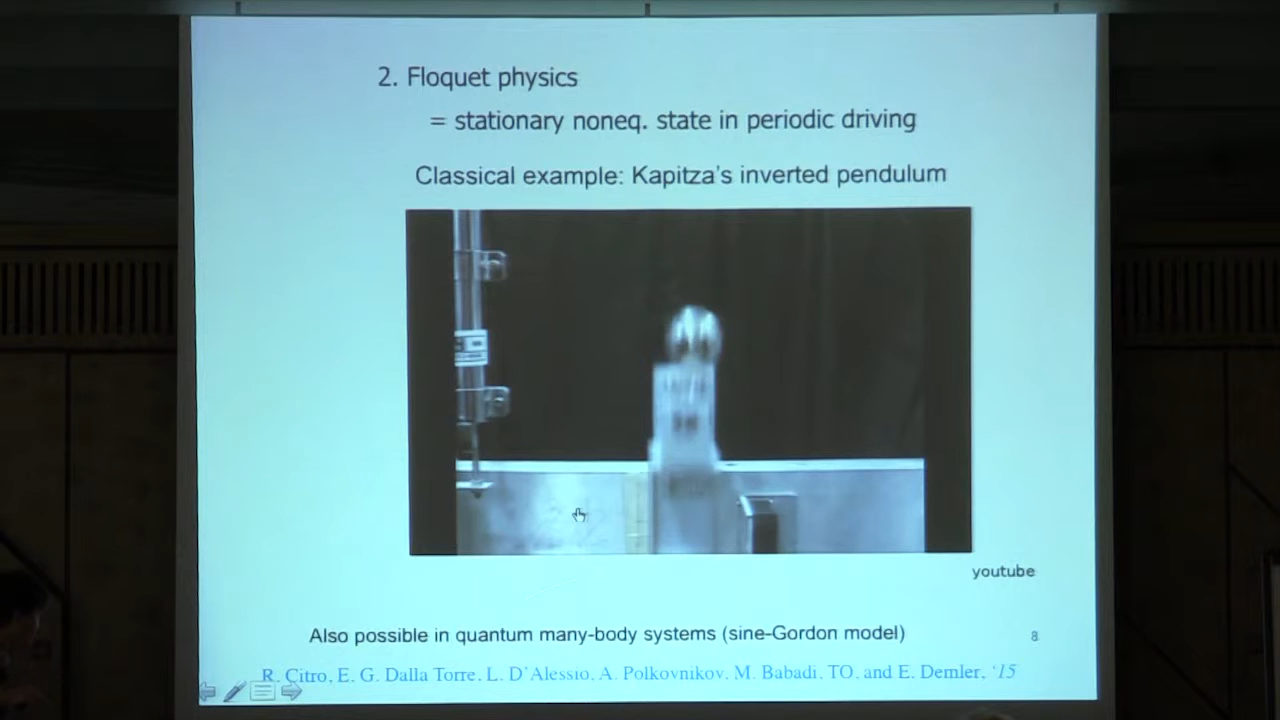 2. Floquet physics
= stationary noneq. state in periodic driving
Classical example: Kapitza's inverted pendulum
youtube
Also possible in quantum many-body systems (sine-Gordon model)
8
R. Citro, E. G. Dalla Torre, L. D'Alessio, A. Polkovnikov, M. Babadi, TO, and E. Demler, '15